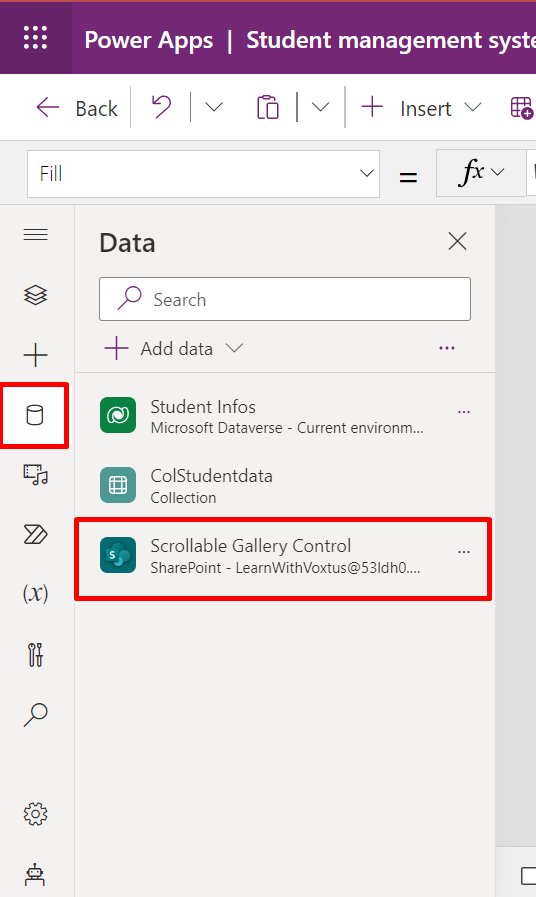 Power Apps | Student management syste
Back
Insert
Fill
=
fx
Data
Search
Add data
Student Infos
Microsoft Dataverse - Current environm...
ColStudentdata
Collection
Scrollable Gallery Control
S
SharePoint - LearnWithVoxtus@53ldh0....
(x)